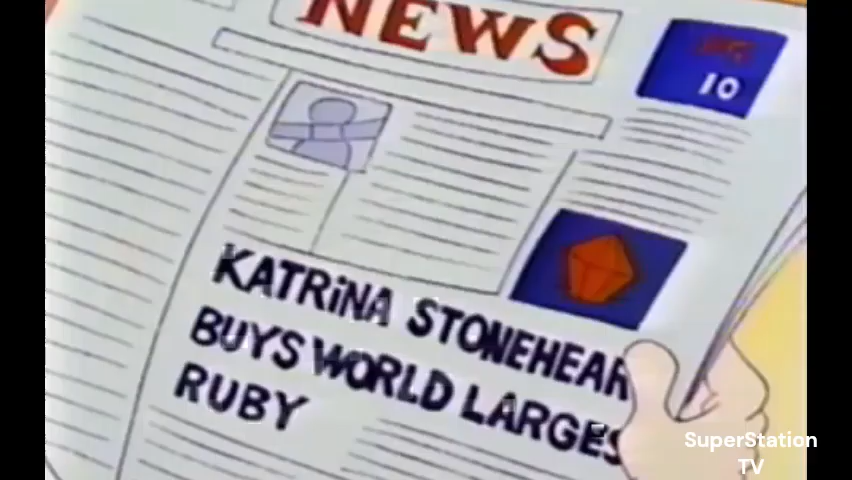 NEWS
10
KATRINA STONEHEAR
BUYS WORLD LARGES
RUBY
SuperStation
TV